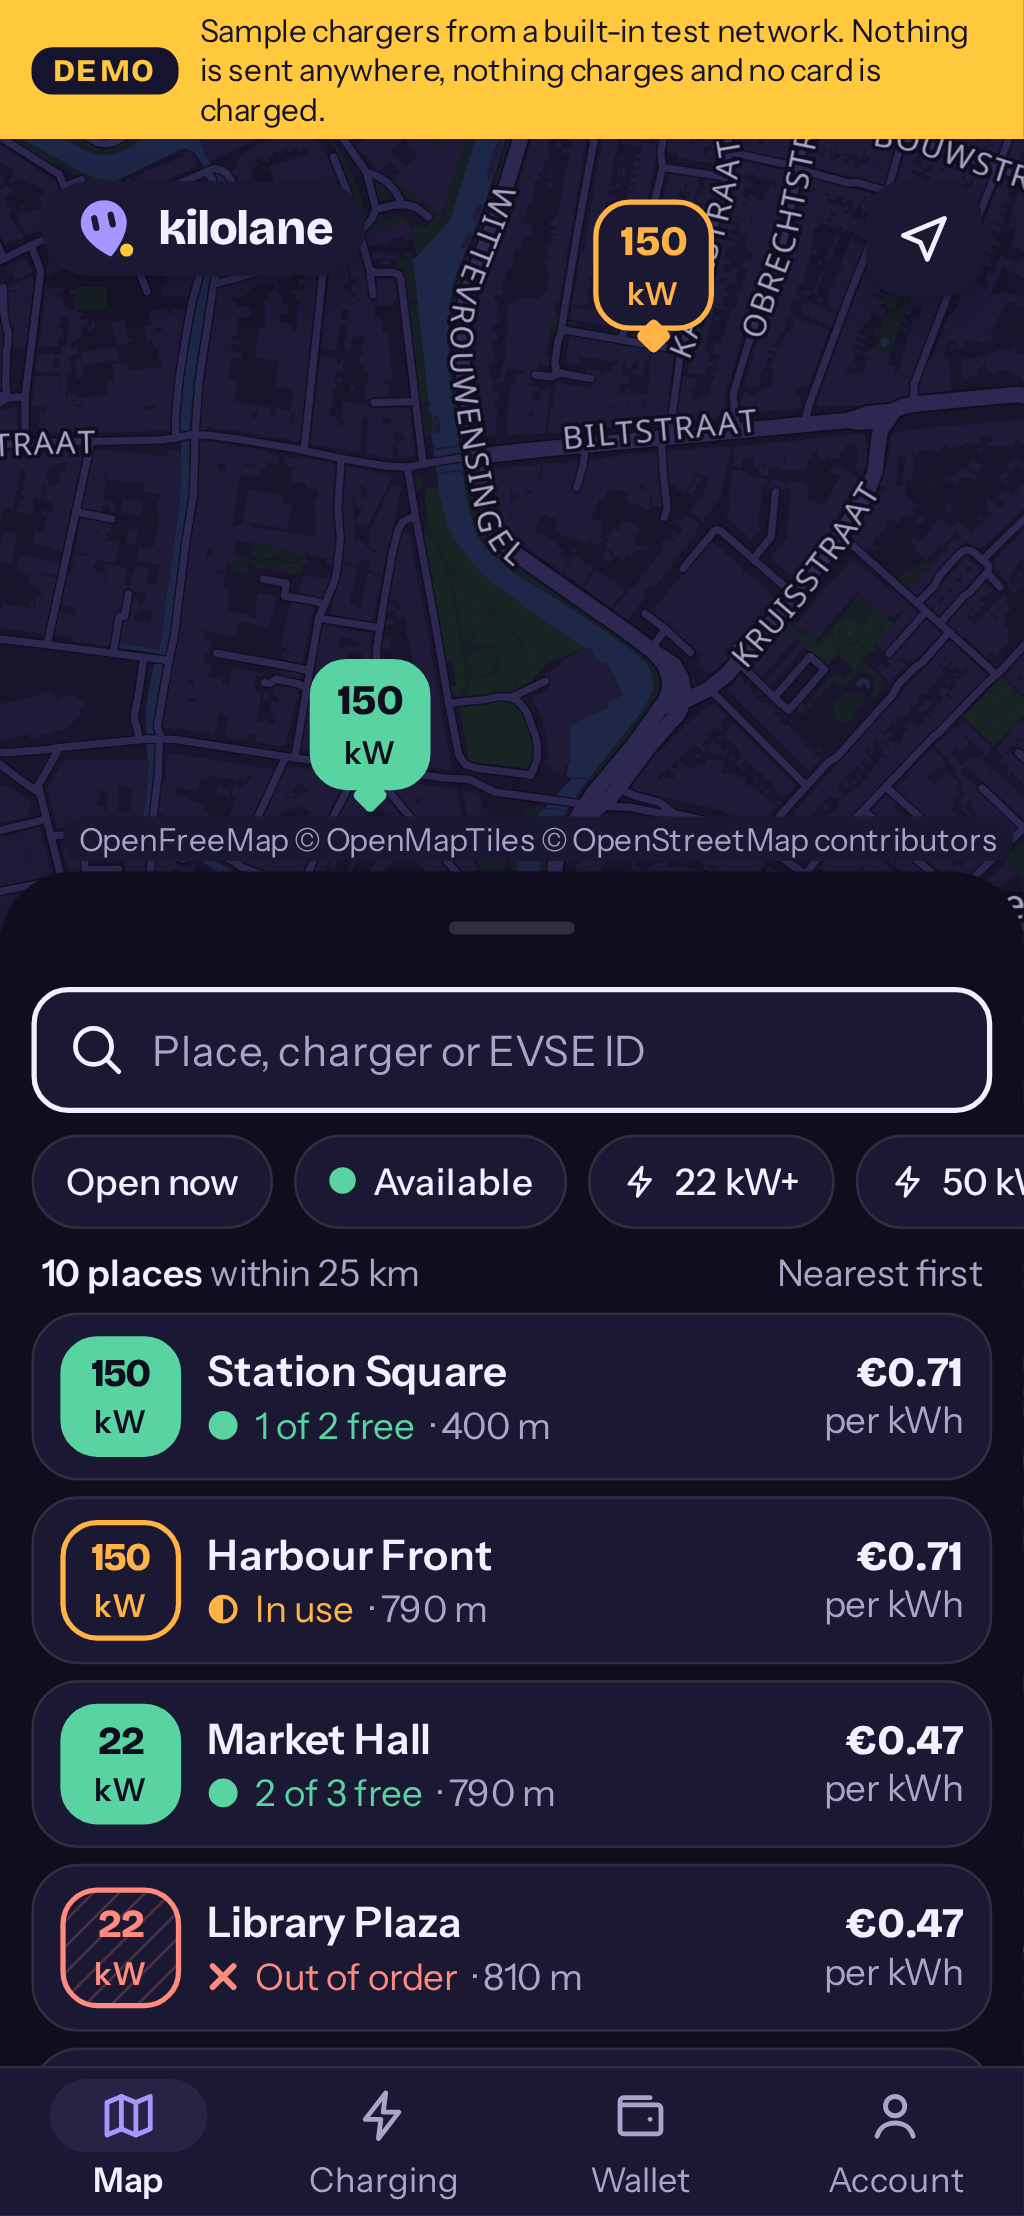 DEMO
Sample chargers from a built-in test network. Nothing
is sent anywhere, nothing charges and no card is
charged.
kilolane
WITTEVROUWENSINGEL
150
kW
OBRECHTSTR
BOUWSTR
TRAAT
BILTSTRAAT
KRUISSTRAAT
150
kW
OpenFreeMap © OpenMapTiles © OpenStreetMap contributors
Place, charger or EVSE ID
Open now
Available
22 kW+
50 kW
10 places within 25 km
Nearest first
150
kW
Station Square
1 of 2 free · 400 m
€0.71
per kWh
150
kW
Harbour Front
In use · 790 m
€0.71
per kWh
22
kW
Market Hall
2 of 3 free · 790 m
€0.47
per kWh
22
kW
Library Plaza
Out of order · 810 m
€0.47
per kWh
Map
Charging
Wallet
Account